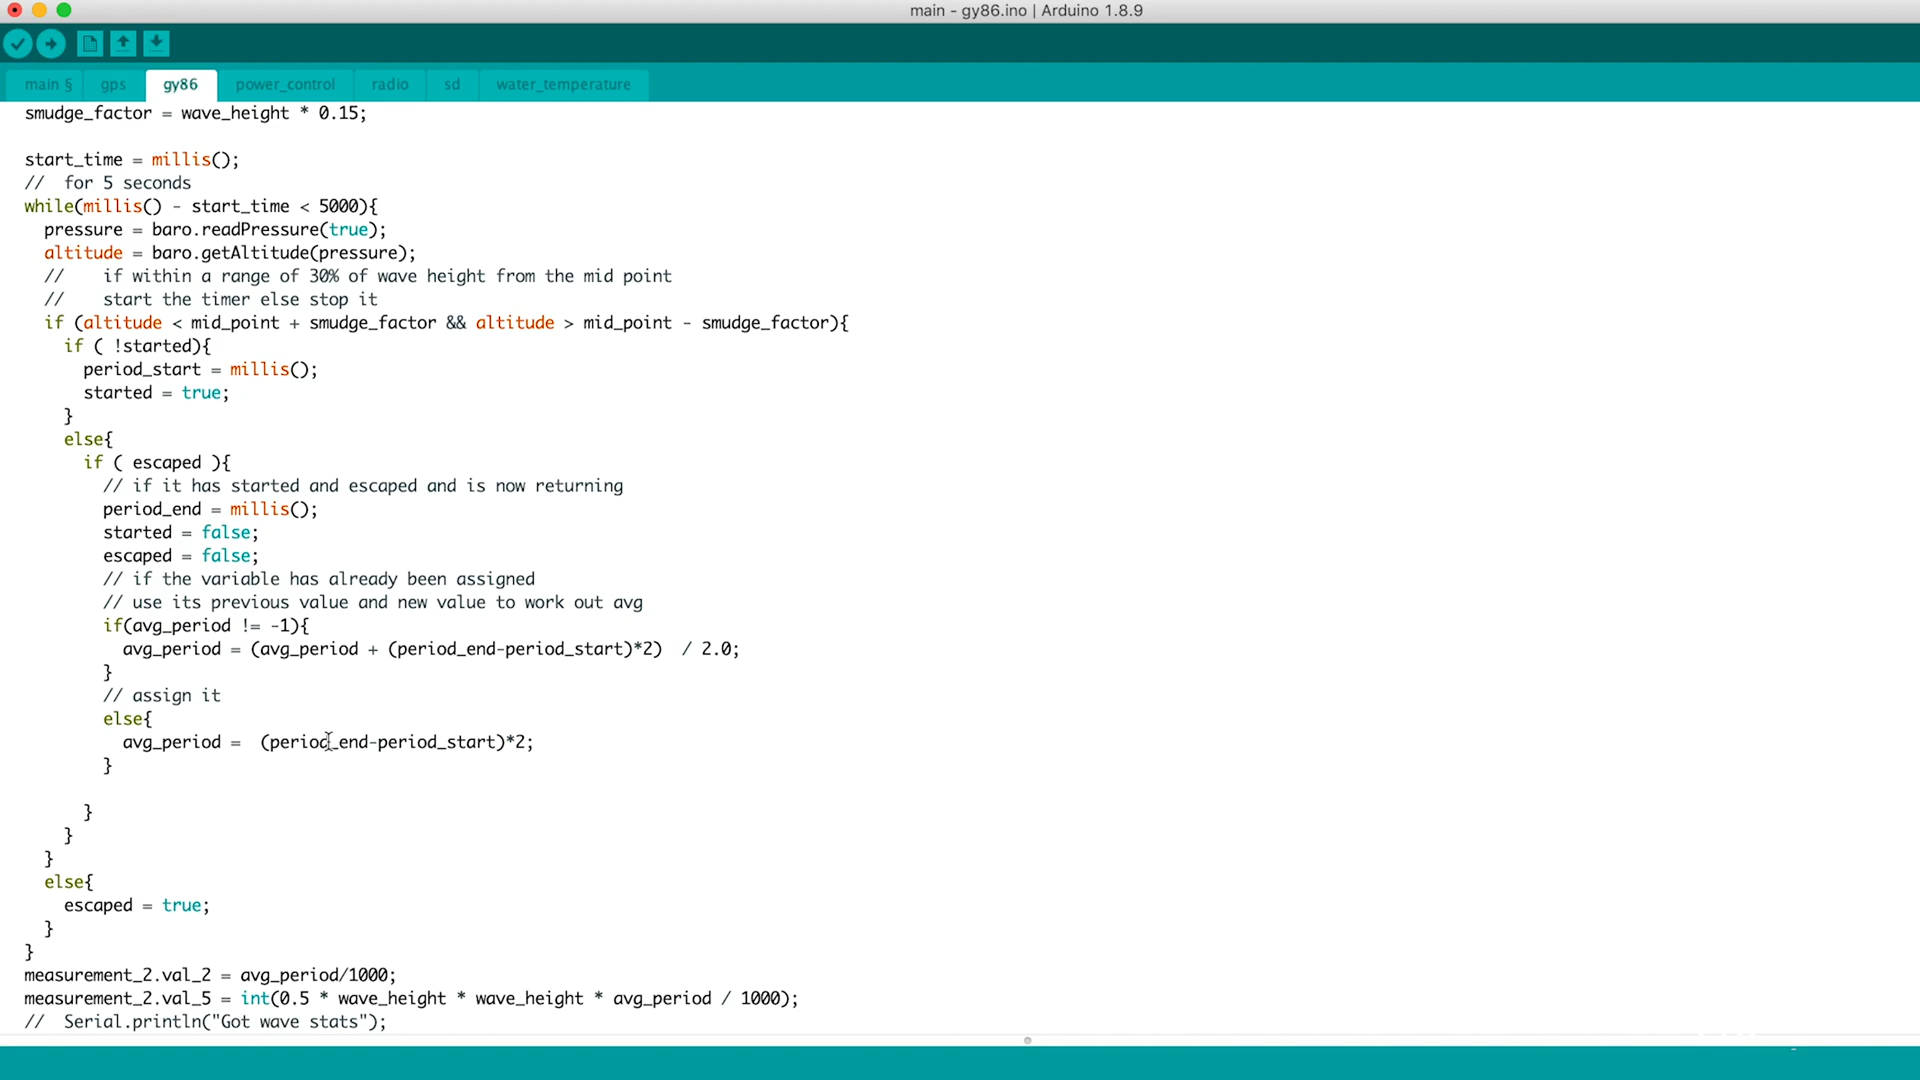 main - gy86.ino | Arduino 1.8.9
main § gps gy86 power_control radio sd water_temperature
smudge_factor = wave_height * 0.15;
start_time = millis();
//  for 5 seconds
while(millis() - start_time < 5000){
  pressure = baro.readPressure(true);
  altitude = baro.getAltitude(pressure);
  //    if within a range of 30% of wave height from the mid point
  //    start the timer else stop it
  if (altitude < mid_point + smudge_factor && altitude > mid_point - smudge_factor){
    if ( !started){
      period_start = millis();
      started = true;
    }
    else{
      if ( escaped ){
        // if it has started and escaped and is now returning
        period_end = millis();
        started = false;
        escaped = false;
        // if the variable has already been assigned
        // use its previous value and new value to work out avg
        if(avg_period != -1){
          avg_period = (avg_period + (period_end-period_start)*2)  / 2.0;
        }
        // assign it
        else{
          avg_period =  (period_end-period_start)*2;
        }
      }
    }
  }
  else{
    escaped = true;
  }
}
measurement_2.val_2 = avg_period/1000;
measurement_2.val_5 = int(0.5 * wave_height * wave_height * avg_period / 1000);
//  Serial.println("Got wave stats");